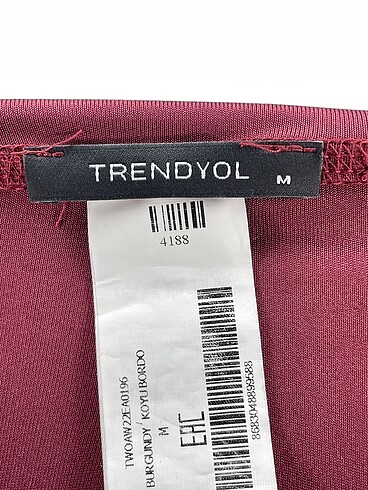 TRENDYOL M
4188
TWOAW22EA0196
BURGUNDY / KOYU BORDO
M
EAC
8683048899588